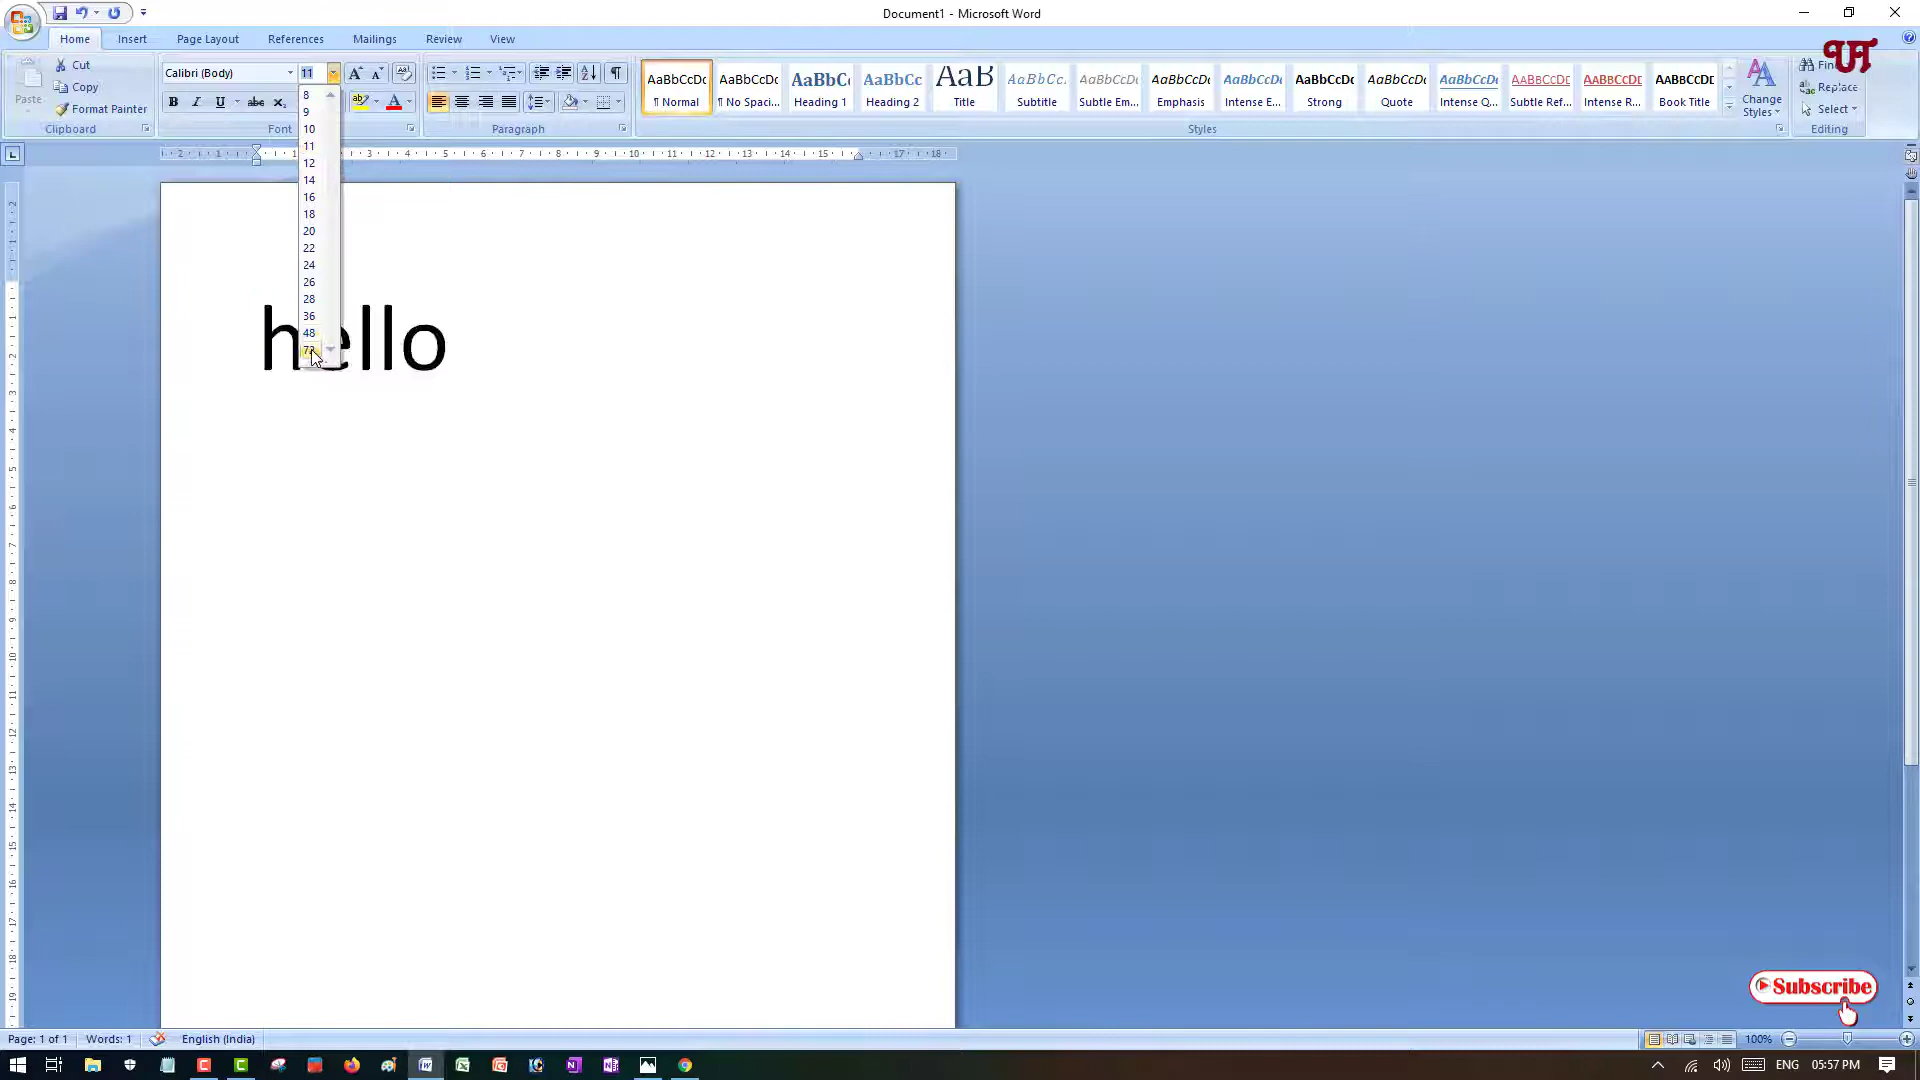 Document1 - Microsoft Word
Home Insert Page Layout References Mailings Review View
Cut
Copy
Format Painter
Paste
Clipboard
Calibri (Body) 11
Font
Paragraph
AaBbCcDc AaBbCcDc AaBbC AaBbCc AaB AaBbCc. AaBbCcDc AaBbCcDc AaBbCcDc AaBbCcDc AaBbCcDc AaBbCcDc AABBCCDC AABBCCDC AABBCCDC
¶ Normal ¶ No Spaci... Heading 1 Heading 2 Title Subtitle Subtle Em... Emphasis Intense E... Strong Quote Intense Q... Subtle Ref... Intense R... Book Title
Change Styles
Styles
Replace
Select
Editing
UT
8
9
10
11
12
14
16
18
20
22
24
26
28
36
48
72
hello
Subscribe
Page: 1 of 1 Words: 1 English (India) 100%
ENG 05:57 PM